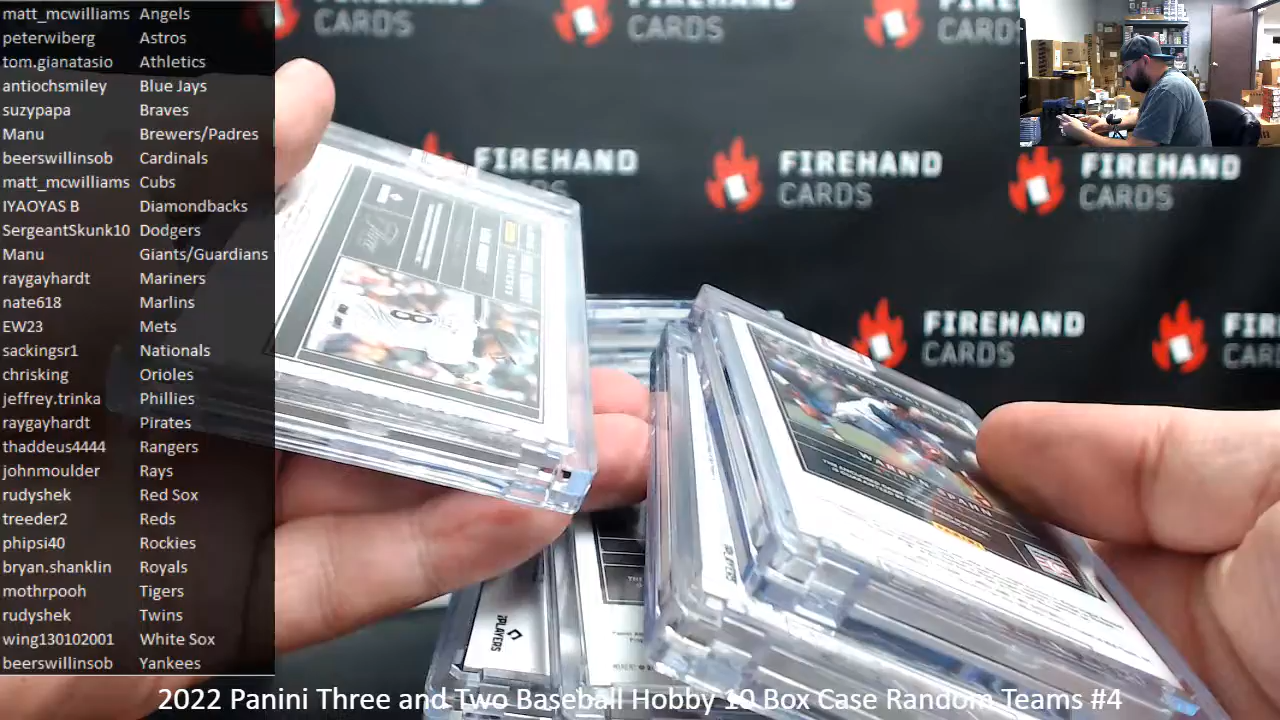 matt_mcwilliams Angels
peterwiberg Astros
tom.gianatasio Athletics
antiochsmiley Blue Jays
suzypapa Braves
Manu Brewers/Padres
beerswillinsob Cardinals
matt_mcwilliams Cubs
IYAOYAS B Diamondbacks
SergeantSkunk10 Dodgers
Manu Giants/Guardians
raygayhardt Mariners
nate618 Marlins
EW23 Mets
sackingsr1 Nationals
chrisking Orioles
jeffrey.trinka Phillies
raygayhardt Pirates
thaddeus4444 Rangers
johnmoulder Rays
rudyshek Red Sox
treeder2 Reds
phipsi40 Rockies
bryan.shanklin Royals
mothrpooh Tigers
rudyshek Twins
wing130102001 White Sox
beerswillinsob Yankees
CARDS
CARDS
CARDS
FIREHAND
CARDS
FIREHAND
CARDS
FIREHAND
CARDS
FIREHAND
CARDS
WARREN SPAHN
PLAYERS
2022 Panini Three and Two Baseball Hobby 10 Box Case Random Teams #4